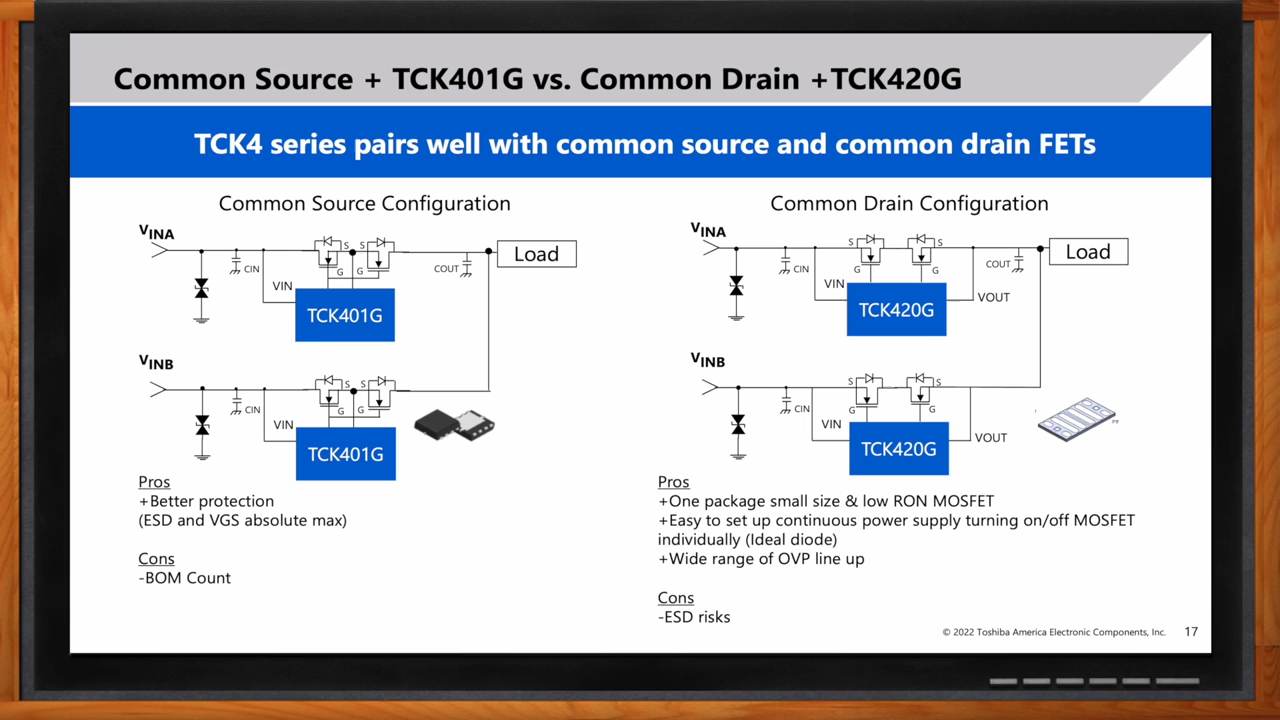 Common Source + TCK401G vs. Common Drain +TCK420G
TCK4 series pairs well with common source and common drain FETs
Common Source Configuration
VINA
S S
G G
CIN
COUT
Load
VIN
TCK401G
VINB
S S
G G
CIN
VIN
TCK401G
Pros
+Better protection
(ESD and VGS absolute max)
Cons
-BOM Count
Common Drain Configuration
VINA
S S
G G
CIN
COUT
Load
VIN
VOUT
TCK420G
VINB
S S
G G
CIN
VIN
VOUT
TCK420G
Pros
+One package small size & low RON MOSFET
+Easy to set up continuous power supply turning on/off MOSFET
individually (Ideal diode)
+Wide range of OVP line up
Cons
-ESD risks
© 2022 Toshiba America Electronic Components, Inc. 17